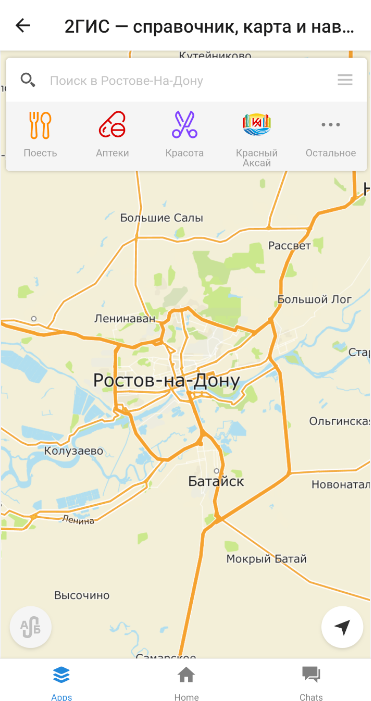 2ГИС — справочник, карта и нав...
Кутейниково
Поиск в Ростове-На-Дону
Поесть
Аптеки
Красота
Красный
Аксай
Остальное
Большие Салы
Рассвет
Большой Лог
Ленинаван
Ростов-на-Дону
Ольгинская
Колузаево
Батайск
Новонатал
Ленина
Мокрый Батай
Высочино
Самарское
Apps
Home
Chats